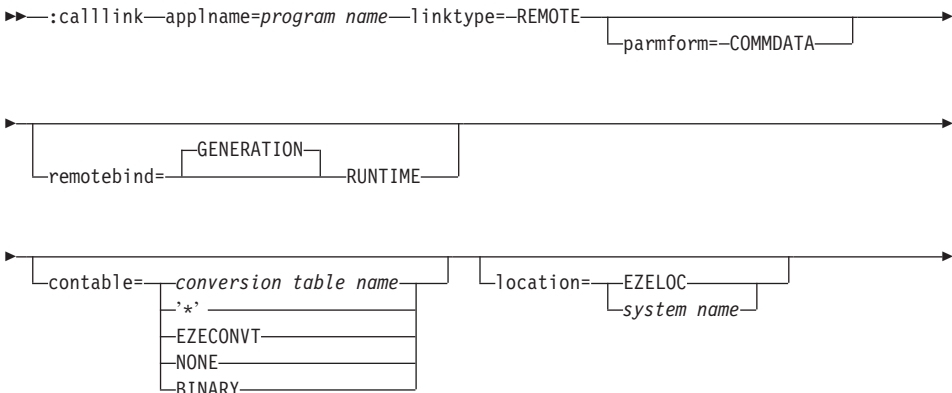 :calllink applname=program name linktype= REMOTE
parmform= COMMDATA
GENERATION
remotebind= RUNTIME
contable= conversion table name location= EZELOC
’*’ system name
EZECONVT
NONE
BINARY